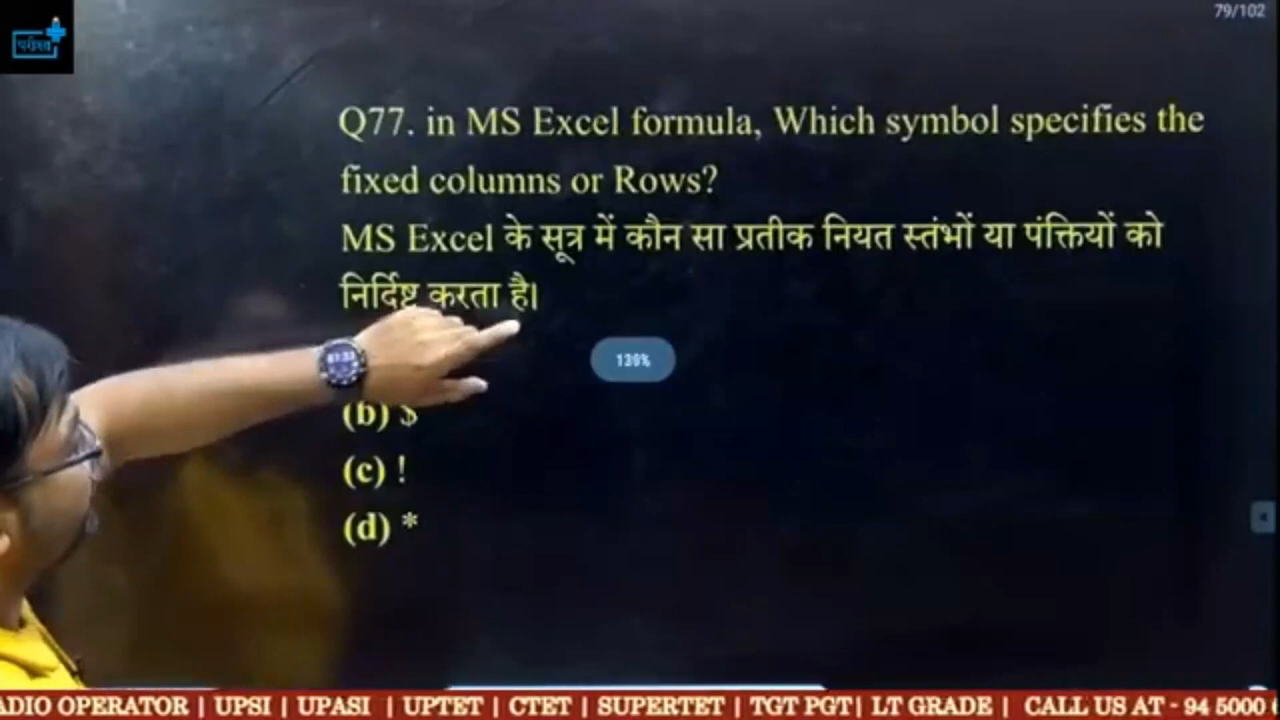 79/102
Q77. in MS Excel formula, Which symbol specifies the
fixed columns or Rows?
MS Excel के सूत्र में कौन सा प्रतीक नियत स्तंभों या पंक्तियों को
निर्दिष्ट करता है।
139%
(b) $
(c) !
(d) *
ADIO OPERATOR | UPSI | UPASI | UPTET | CTET | SUPERTET | TGT PGT| LT GRADE | CALL US AT - 94 5000